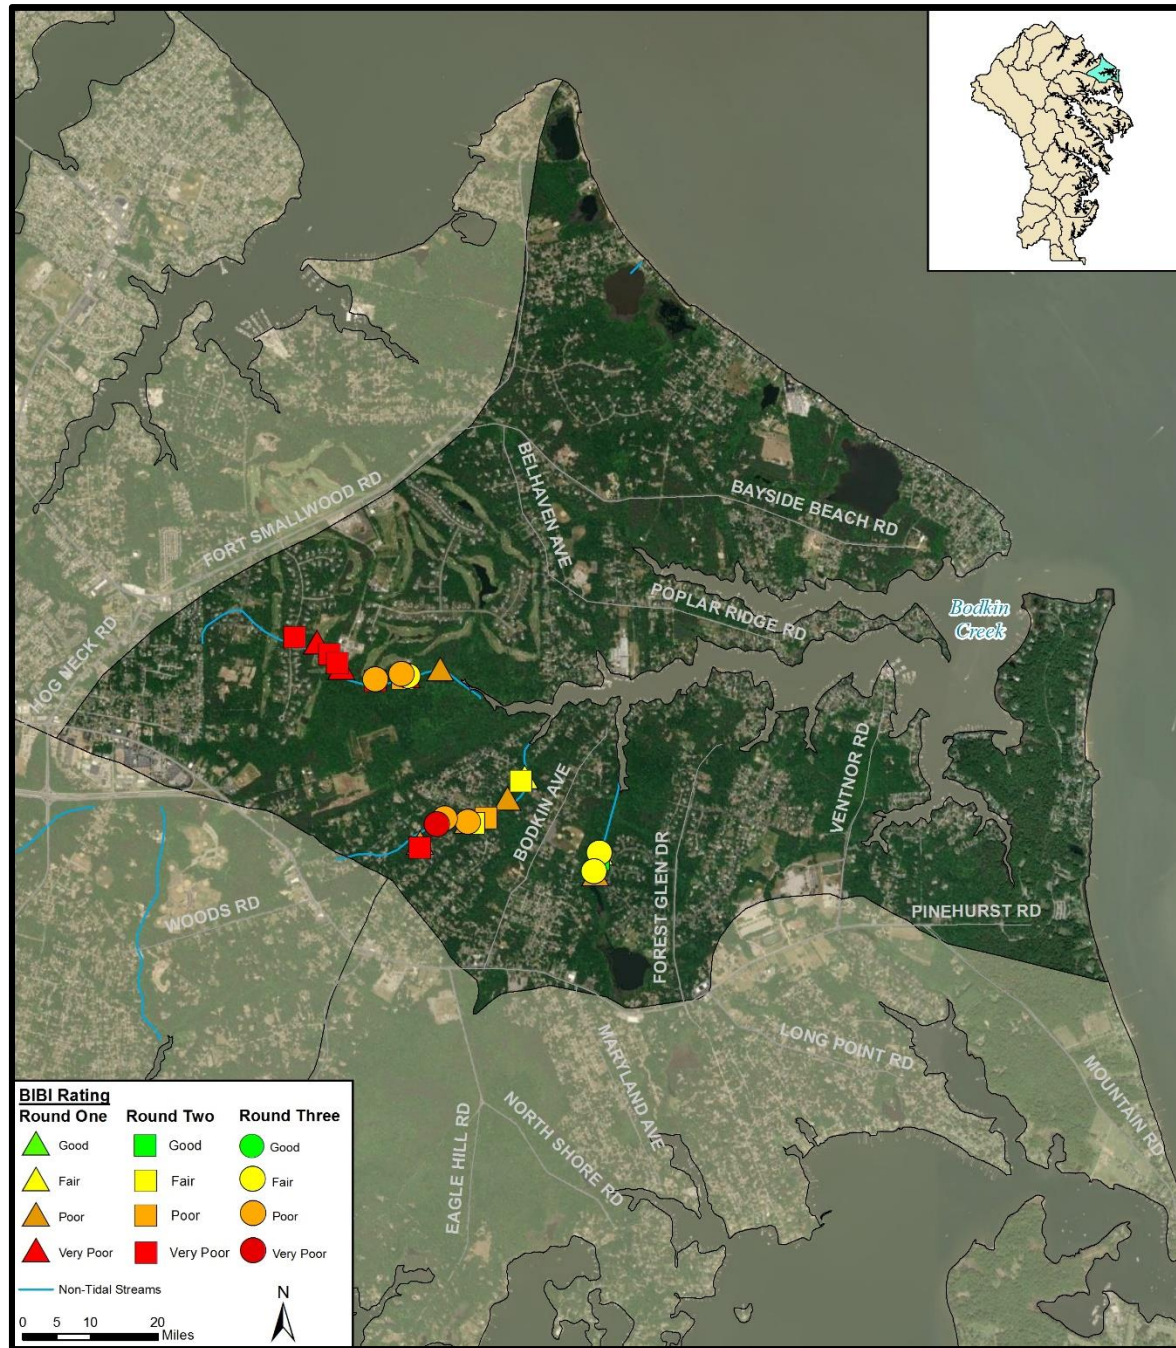 FORT SMALLWOOD RD
BELHAVEN AVE
BAYSIDE BEACH RD
POPLAR RIDGE RD
Bodkin
Creek
HOG NECK RD
BODKIN AVE
VENTNOR RD
FOREST GLEN DR
WOODS RD
PINEHURST RD
LONG POINT RD
MARYLAND AVE
MOUNTAIN RD
NORTH SHORE RD
EAGLE HILL RD
BIBI Rating
Round One Round Two Round Three
Good Good Good
Fair Fair Fair
Poor Poor Poor
Very Poor Very Poor Very Poor
Non-Tidal Streams
N
0 5 10 20
Miles